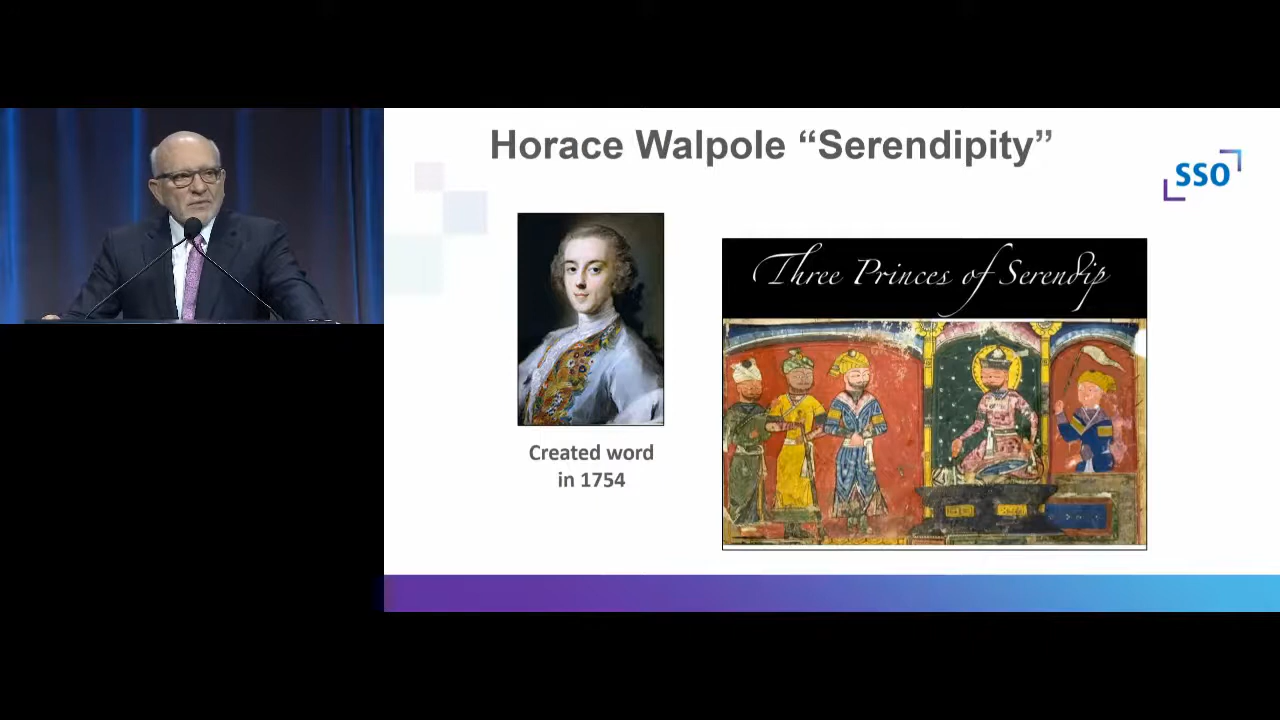 Horace Walpole “Serendipity”
SSO
Three Princes of Serendip
Created word
in 1754